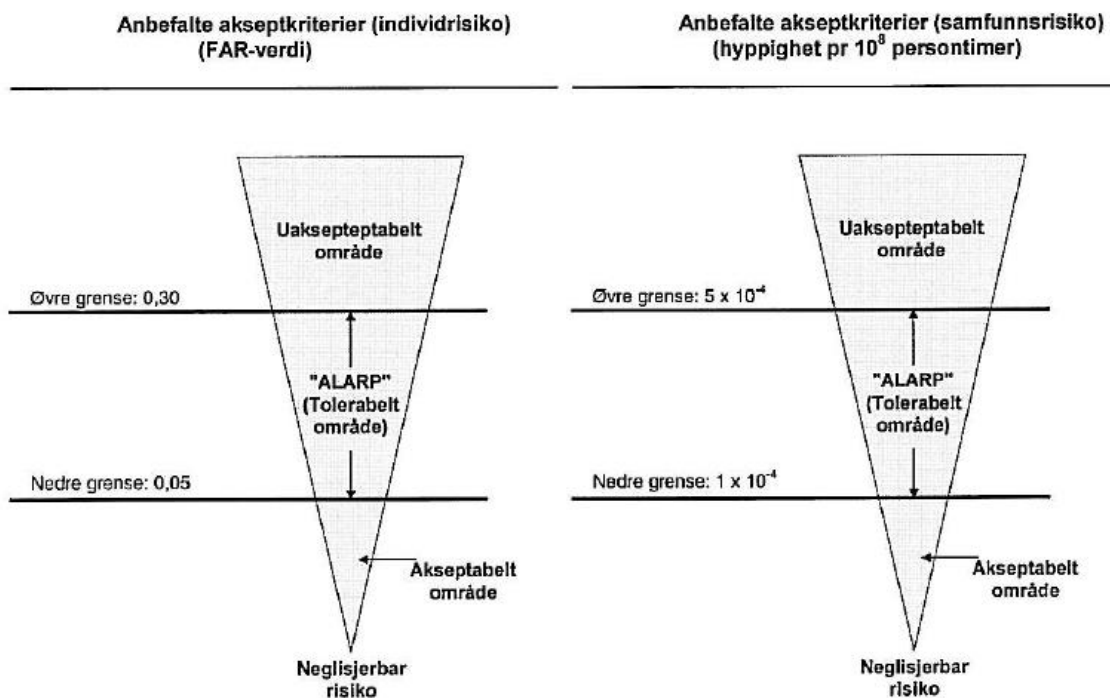 Anbefalte akseptkriterier (individrisiko)
(FAR-verdi)
Uaksepteptabelt
område
Øvre grense: 0,30
"ALARP"
(Tolerabelt
område)
Nedre grense: 0,05
Akseptabelt
område
Neglisjerbar
risiko
Anbefalte akseptkriterier (samfunnsrisiko)
(hyppighet pr 10⁸ persontimer)
Uaksepteptabelt
område
Øvre grense: 5 x 10⁻⁴
"ALARP"
(Tolerabelt
område)
Nedre grense: 1 x 10⁻⁴
Akseptabelt
område
Neglisjerbar
risiko